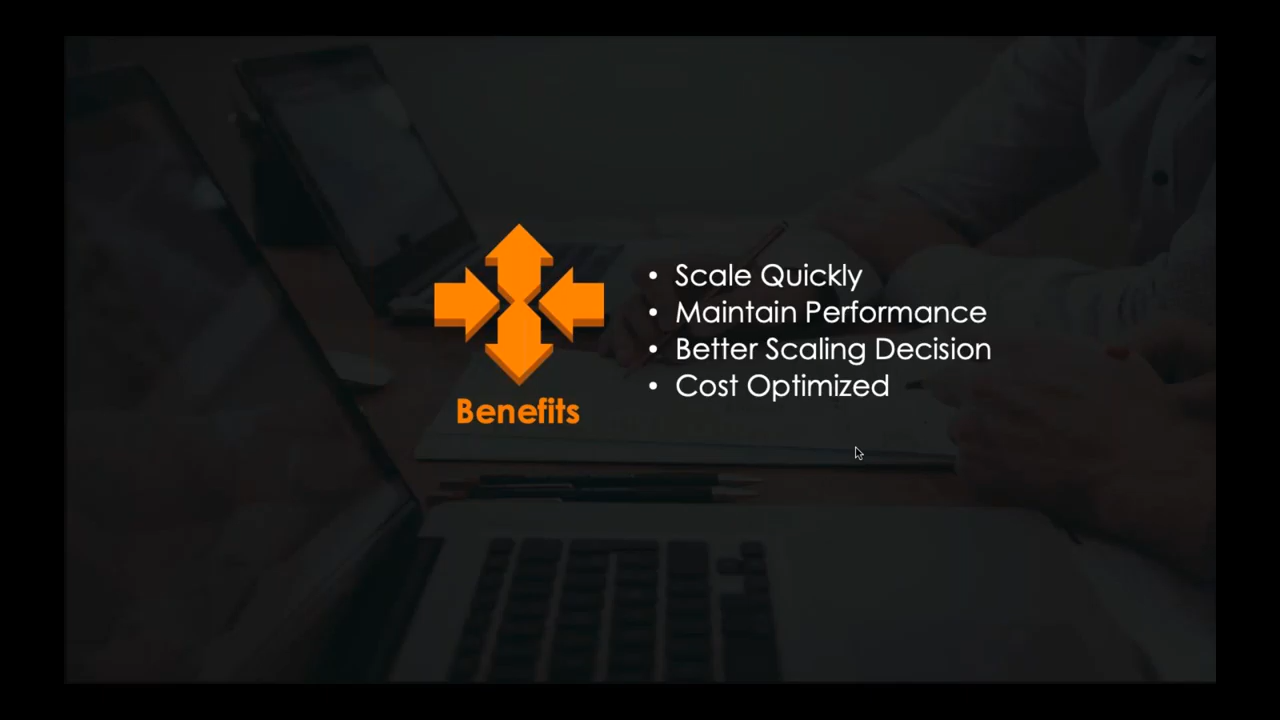 • Scale Quickly
• Maintain Performance
• Better Scaling Decision
• Cost Optimized
Benefits